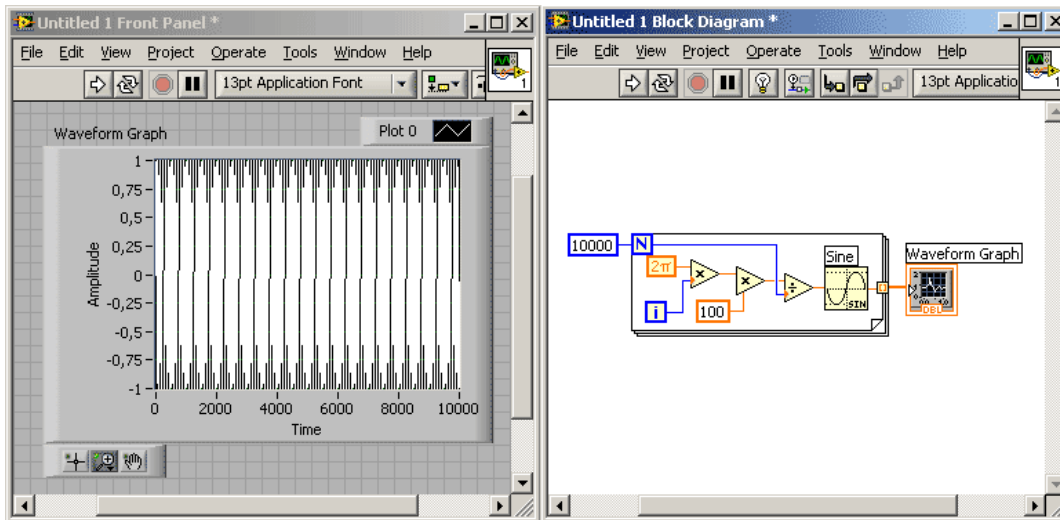 Untitled 1 Front Panel *
File Edit View Project Operate Tools Window Help
13pt Application Font
1
Waveform Graph
Plot 0
1
0,75
0,5
0,25
0
-0,25
-0,5
-0,75
-1
Amplitude
0 2000 4000 6000 8000 10000
Time
Untitled 1 Block Diagram *
File Edit View Project Operate Tools Window Help
13pt Applicatio
1
10000
N
2π
i
100
Sine
SIN
Waveform Graph
DBL